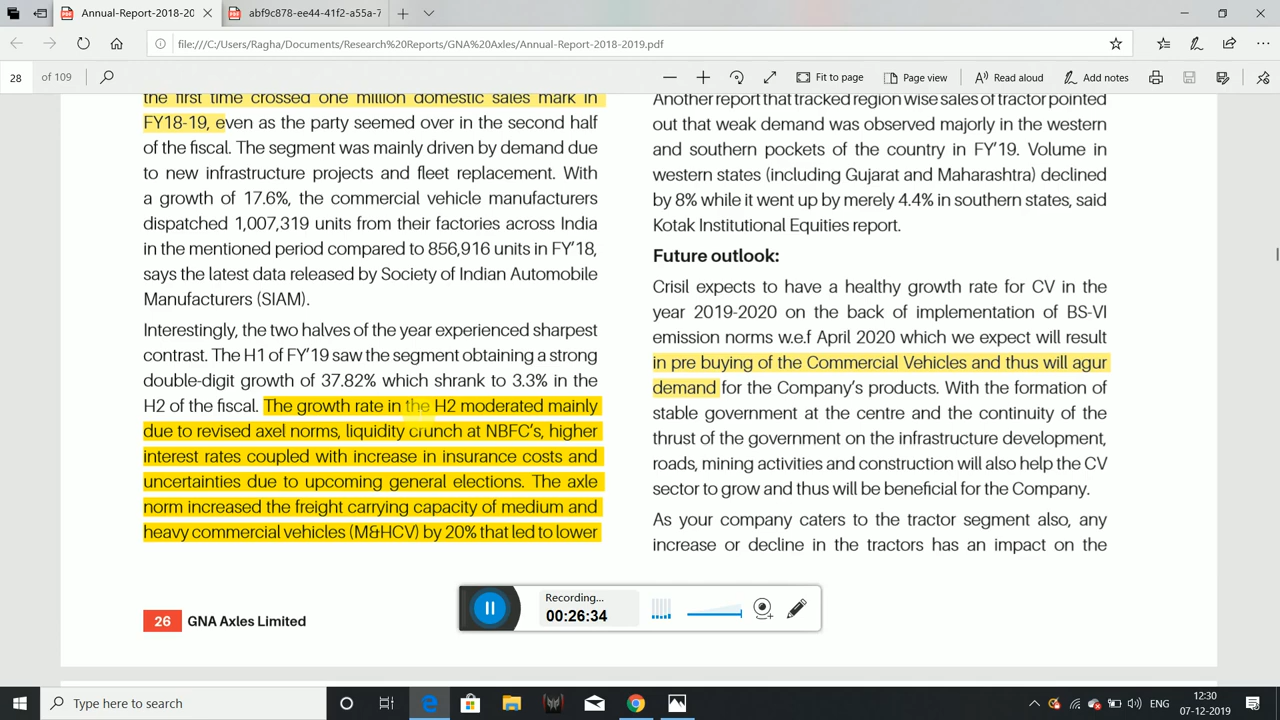 Annual-Report-2018-20
abf9c878-ee44-41f2-a55a-7
file:///C:/Users/Ragha/Documents/Research%20Reports/GNA%20Axles/Annual-Report-2018-2019.pdf
28 of 109
Fit to page
Page view
Read aloud
Add notes
the first time crossed one million domestic sales mark in
FY18-19, even as the party seemed over in the second half
of the fiscal. The segment was mainly driven by demand due
to new infrastructure projects and fleet replacement. With
a growth of 17.6%, the commercial vehicle manufacturers
dispatched 1,007,319 units from their factories across India
in the mentioned period compared to 856,916 units in FY'18,
says the latest data released by Society of Indian Automobile
Manufacturers (SIAM).
Interestingly, the two halves of the year experienced sharpest
contrast. The H1 of FY'19 saw the segment obtaining a strong
double-digit growth of 37.82% which shrank to 3.3% in the
H2 of the fiscal. The growth rate in the H2 moderated mainly
due to revised axel norms, liquidity crunch at NBFC's, higher
interest rates coupled with increase in insurance costs and
uncertainties due to upcoming general elections. The axle
norm increased the freight carrying capacity of medium and
heavy commercial vehicles (M&HCV) by 20% that led to lower
Another report that tracked region wise sales of tractor pointed
out that weak demand was observed majorly in the western
and southern pockets of the country in FY'19. Volume in
western states (including Gujarat and Maharashtra) declined
by 8% while it went up by merely 4.4% in southern states, said
Kotak Institutional Equities report.
Future outlook:
Crisil expects to have a healthy growth rate for CV in the
year 2019-2020 on the back of implementation of BS-VI
emission norms w.e.f April 2020 which we expect will result
in pre buying of the Commercial Vehicles and thus will agur
demand for the Company's products. With the formation of
stable government at the centre and the continuity of the
thrust of the government on the infrastructure development,
roads, mining activities and construction will also help the CV
sector to grow and thus will be beneficial for the Company.
As your company caters to the tractor segment also, any
increase or decline in the tractors has an impact on the
26 GNA Axles Limited
Recording...
00:26:34
Type here to search
ENG
12:30
07-12-2019